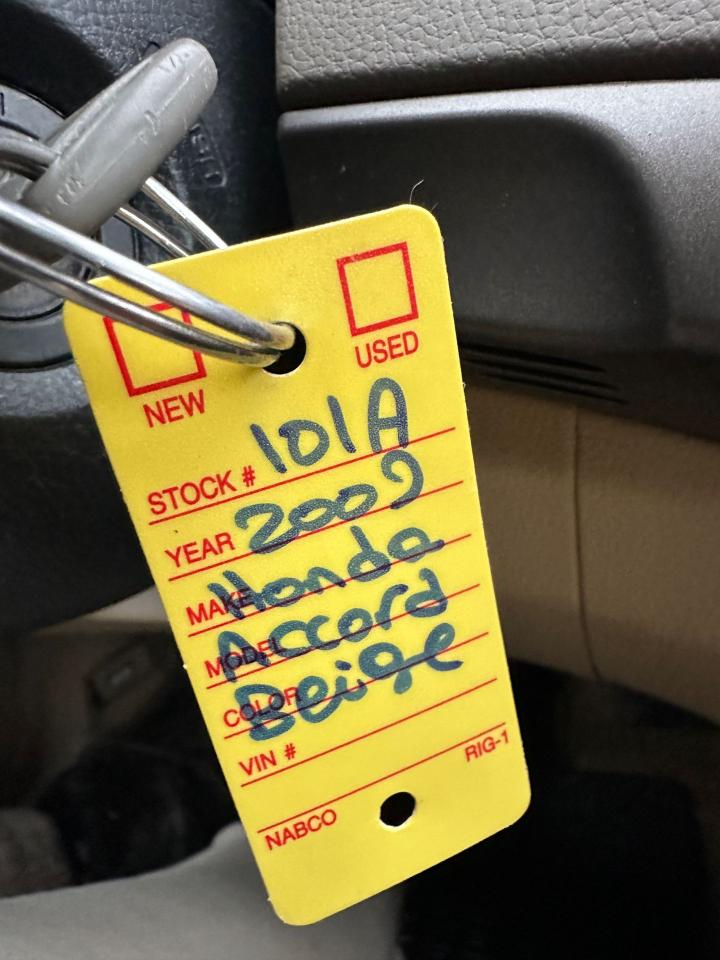 NEW USED
STOCK # 101A
YEAR 2009
MAKE Honda
MODEL Accord
COLOR Beige
VIN #
NABCO RIG-1